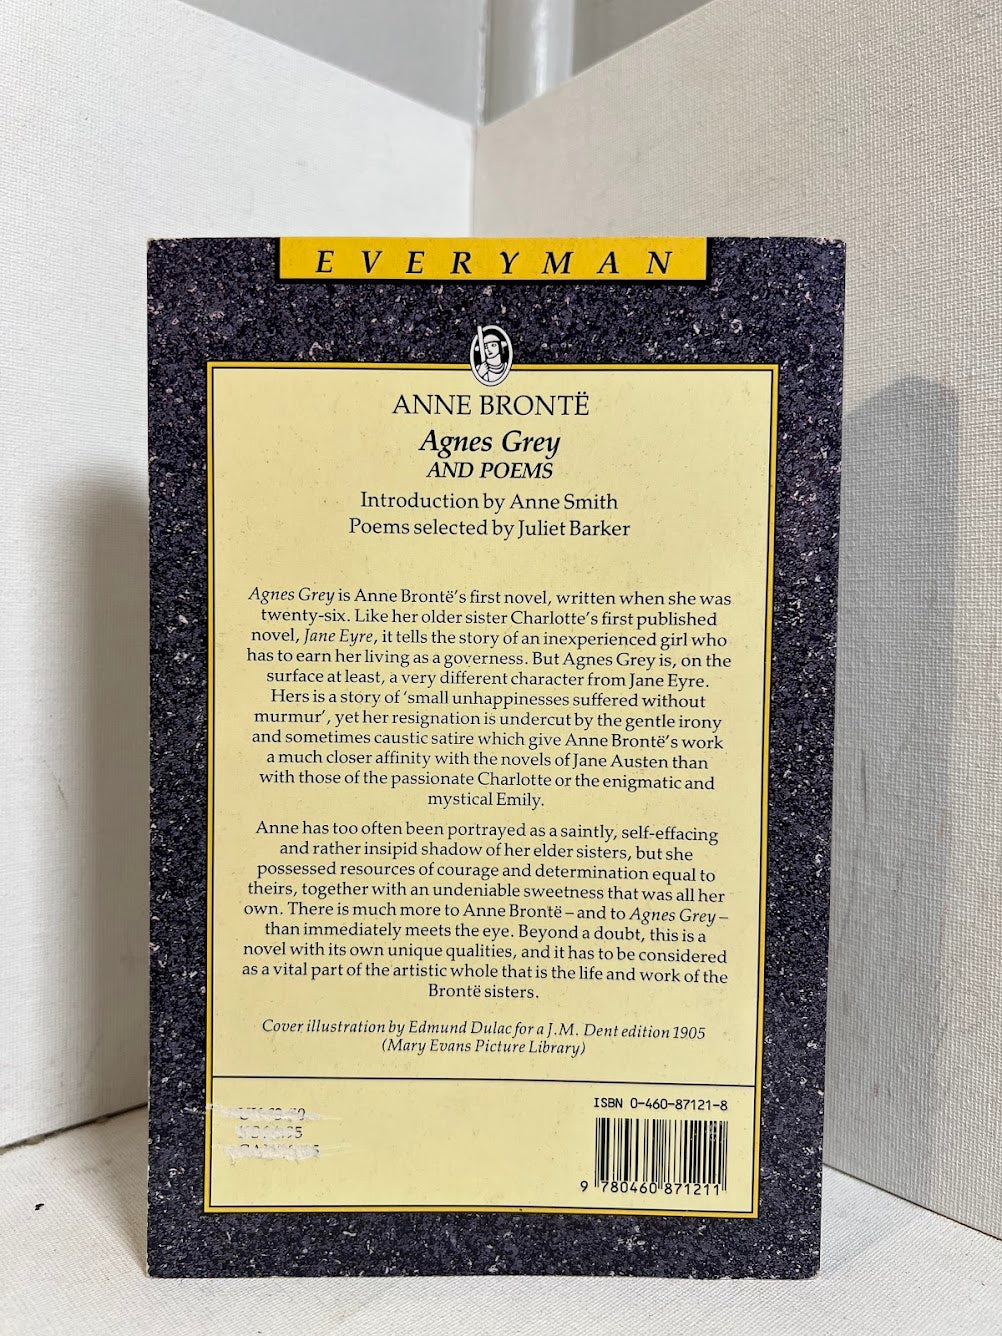 EVERYMAN
ANNE BRONTË
Agnes Grey
AND POEMS
Introduction by Anne Smith
Poems selected by Juliet Barker
Agnes Grey is Anne Brontë's first novel, written when she was
twenty-six. Like her older sister Charlotte's first published
novel, Jane Eyre, it tells the story of an inexperienced girl who
has to earn her living as a governess. But Agnes Grey is, on the
surface at least, a very different character from Jane Eyre.
Hers is a story of 'small unhappinesses suffered without
murmur', yet her resignation is undercut by the gentle irony
and sometimes caustic satire which give Anne Brontë's work
a much closer affinity with the novels of Jane Austen than
with those of the passionate Charlotte or the enigmatic and
mystical Emily.
Anne has too often been portrayed as a saintly, self-effacing
and rather insipid shadow of her elder sisters, but she
possessed resources of courage and determination equal to
theirs, together with an undeniable sweetness that was all her
own. There is much more to Anne Brontë – and to Agnes Grey –
than immediately meets the eye. Beyond a doubt, this is a
novel with its own unique qualities, and it has to be considered
as a vital part of the artistic whole that is the life and work of the
Brontë sisters.
Cover illustration by Edmund Dulac for a J.M. Dent edition 1905
(Mary Evans Picture Library)
ISBN 0-460-87121-8
9 780460 871211